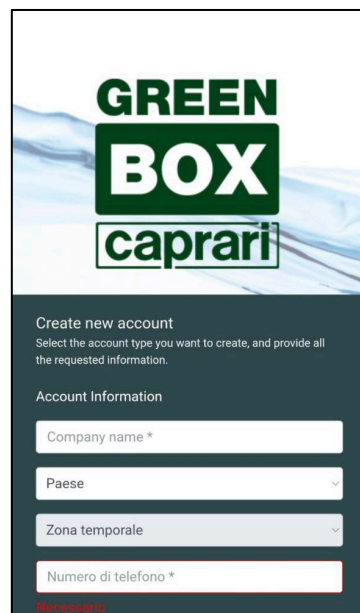 GREEN
BOX
caprari
Create new account
Select the account type you want to create, and provide all
the requested information.
Account Information
Company name *
Paese
Zona temporale
Numero di telefono *
Necessario